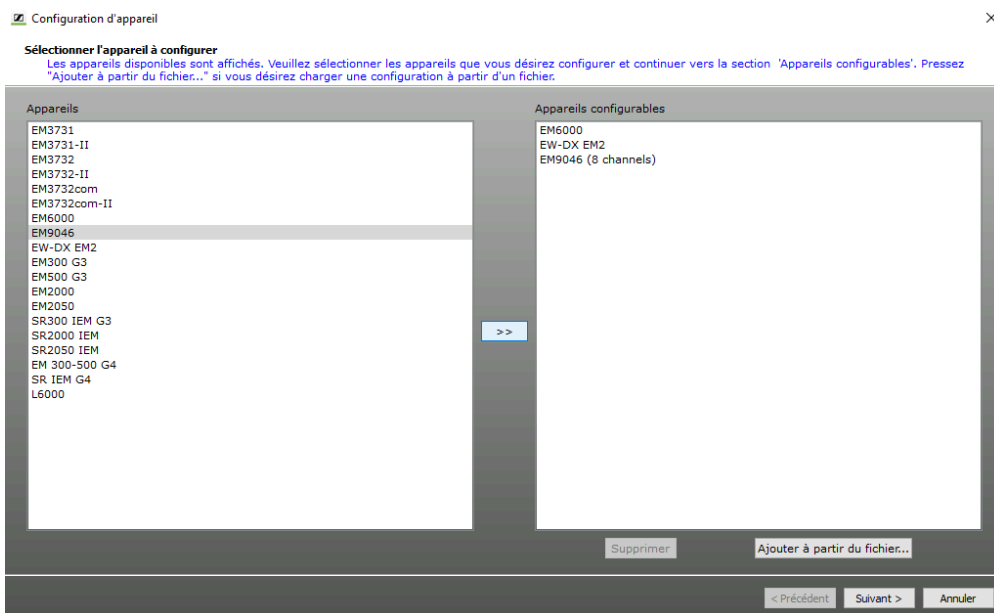 Configuration d'appareil
Sélectionner l'appareil à configurer
Les appareils disponibles sont affichés. Veuillez sélectionner les appareils que vous désirez configurer et continuer vers la section 'Appareils configurables'. Pressez
"Ajouter à partir du fichier..." si vous désirez charger une configuration à partir d'un fichier.
Appareils
EM3731
EM3731-II
EM3732
EM3732-II
EM3732com
EM3732com-II
EM6000
EM9046
EW-DX EM2
EM300 G3
EM500 G3
EM2000
EM2050
SR300 IEM G3
SR2000 IEM
SR2050 IEM
EM 300-500 G4
SR IEM G4
L6000
>>
Appareils configurables
EM6000
EW-DX EM2
EM9046 (8 channels)
Supprimer
Ajouter à partir du fichier...
< Précédent
Suivant >
Annuler